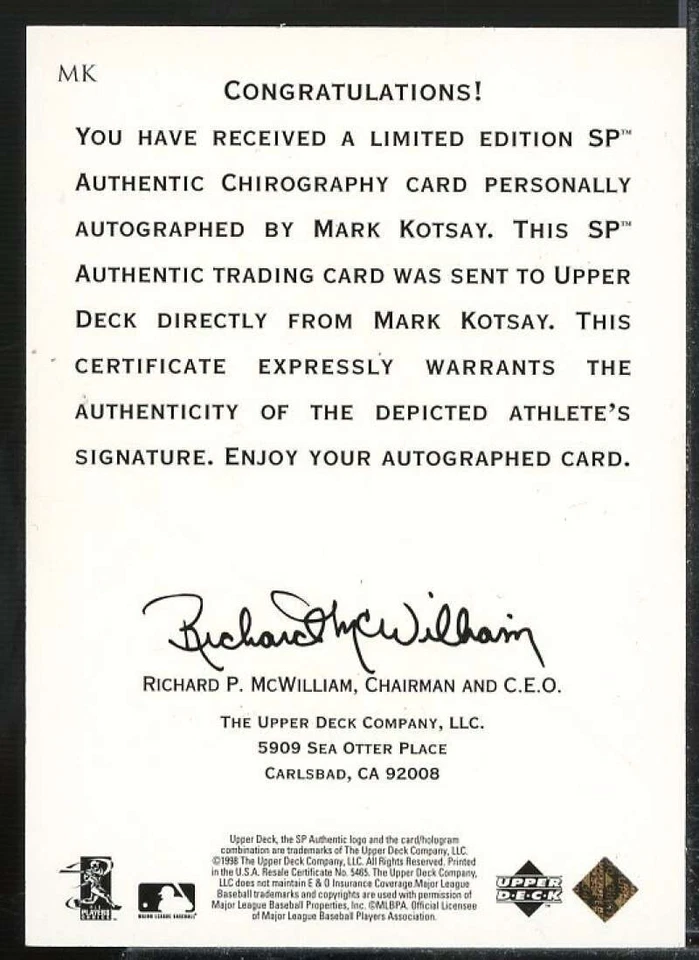 MK
CONGRATULATIONS!
YOU HAVE RECEIVED A LIMITED EDITION SP™
AUTHENTIC CHIROGRAPHY CARD PERSONALLY
AUTOGRAPHED BY MARK KOTSAY. THIS SP™
AUTHENTIC TRADING CARD WAS SENT TO UPPER
DECK DIRECTLY FROM MARK KOTSAY. THIS
CERTIFICATE EXPRESSLY WARRANTS THE
AUTHENTICITY OF THE DEPICTED ATHLETE'S
SIGNATURE. ENJOY YOUR AUTOGRAPHED CARD.
Richard McWilliam
RICHARD P. MCWILLIAM, CHAIRMAN AND C.E.O.
THE UPPER DECK COMPANY, LLC.
5909 SEA OTTER PLACE
CARLSBAD, CA 92008
Upper Deck, the SP Authentic logo and the card/hologram
combination are trademarks of The Upper Deck Company, LLC.
©1998 The Upper Deck Company, LLC. All Rights Reserved. Printed
in the U.S.A. Resale Certificate No. 5465. The Upper Deck Company,
LLC does not maintain E & O Insurance Coverage.Major League
Baseball trademarks and copyrights are used with permission of
Major League Baseball Properties, Inc. ©MLBPA. Official Licensee
of Major League Baseball Players Association.
PLAYERS
CHOICE
MAJOR LEAGUE BASEBALL
UPPER
DECK